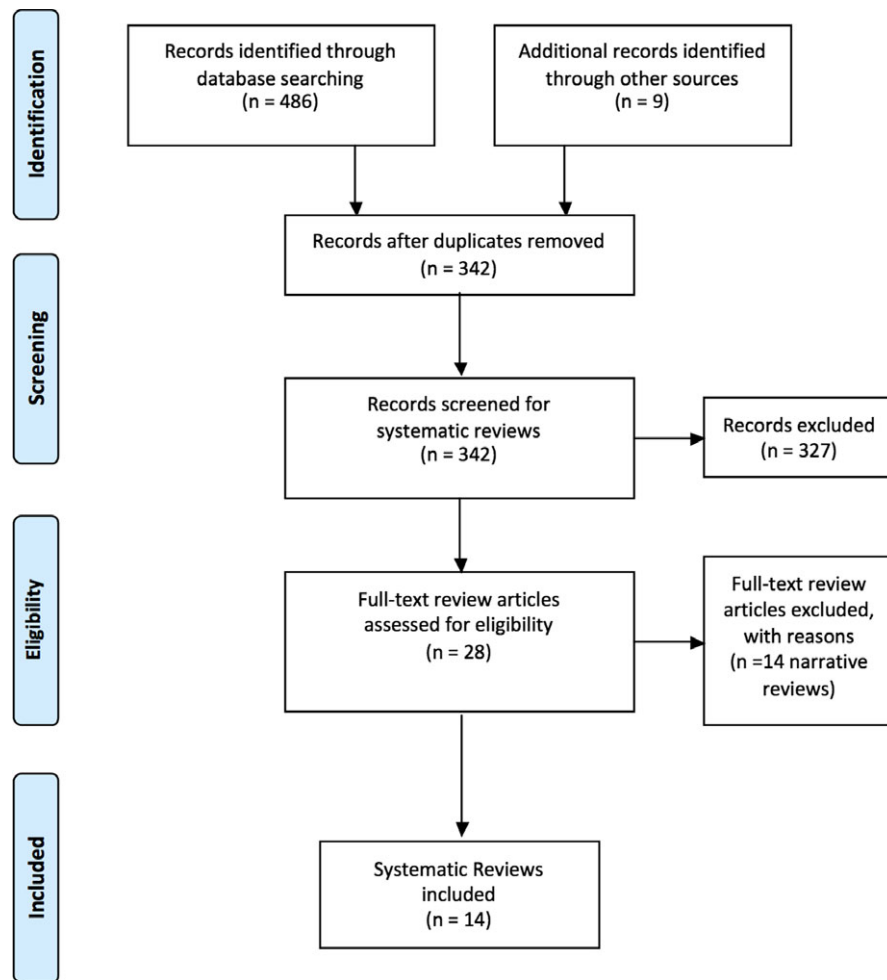 Identification
Records identified through
database searching
(n = 486)
Additional records identified
through other sources
(n = 9)
Records after duplicates removed
(n = 342)
Screening
Records screened for
systematic reviews
(n = 342)
Records excluded
(n = 327)
Eligibility
Full-text review articles
assessed for eligibility
(n = 28)
Full-text review
articles excluded,
with reasons
(n =14 narrative
reviews)
Included
Systematic Reviews
included
(n = 14)